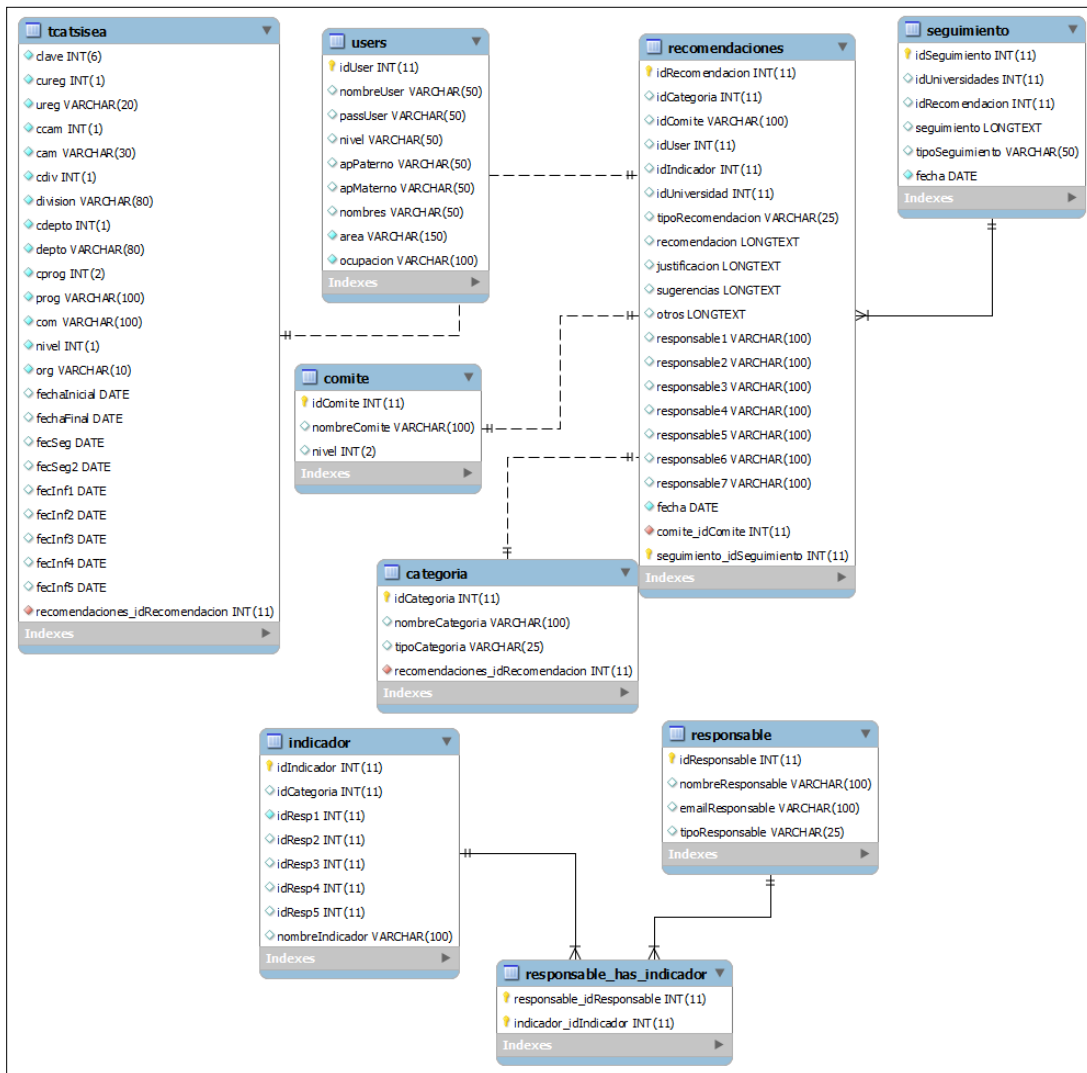 tcatsisea
clave INT(6)
cureg INT(1)
ureg VARCHAR(20)
ccam INT(1)
cam VARCHAR(30)
cdiv INT(1)
division VARCHAR(80)
cdepto INT(1)
depto VARCHAR(80)
cprog INT(2)
prog VARCHAR(100)
com VARCHAR(100)
nivel INT(1)
org VARCHAR(10)
fechaInicial DATE
fechaFinal DATE
fecSeg DATE
fecSeg2 DATE
fecInf1 DATE
fecInf2 DATE
fecInf3 DATE
fecInf4 DATE
fecInf5 DATE
recomendaciones_idRecomendacion INT(11)
Indexes
users
idUser INT(11)
nombreUser VARCHAR(50)
passUser VARCHAR(50)
nivel VARCHAR(50)
apPaterno VARCHAR(50)
apMaterno VARCHAR(50)
nombres VARCHAR(50)
area VARCHAR(150)
ocupacion VARCHAR(100)
Indexes
recomendaciones
idRecomendacion INT(11)
idCategoria INT(11)
idComite VARCHAR(100)
idUser INT(11)
idIndicador INT(11)
idUniversidad INT(11)
tipoRecomendacion VARCHAR(25)
recomendacion LONGTEXT
justificacion LONGTEXT
sugerencias LONGTEXT
otros LONGTEXT
responsable1 VARCHAR(100)
responsable2 VARCHAR(100)
responsable3 VARCHAR(100)
responsable4 VARCHAR(100)
responsable5 VARCHAR(100)
responsable6 VARCHAR(100)
responsable7 VARCHAR(100)
fecha DATE
comite_idComite INT(11)
seguimiento_idSeguimiento INT(11)
Indexes
seguimiento
idSeguimiento INT(11)
idUniversidades INT(11)
idRecomendacion INT(11)
seguimiento LONGTEXT
tipoSeguimiento VARCHAR(50)
fecha DATE
Indexes
comite
idComite INT(11)
nombreComite VARCHAR(100)
nivel INT(2)
Indexes
categoria
idCategoria INT(11)
nombreCategoria VARCHAR(100)
tipoCategoria VARCHAR(25)
recomendaciones_idRecomendacion INT(11)
Indexes
indicador
idIndicador INT(11)
idCategoria INT(11)
idResp1 INT(11)
idResp2 INT(11)
idResp3 INT(11)
idResp4 INT(11)
idResp5 INT(11)
nombreIndicador VARCHAR(100)
Indexes
responsable
idResponsable INT(11)
nombreResponsable VARCHAR(100)
emailResponsable VARCHAR(100)
tipoResponsable VARCHAR(25)
Indexes
responsable_has_indicador
responsable_idResponsable INT(11)
indicador_idIndicador INT(11)
Indexes